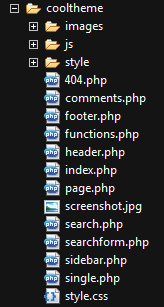 cooltheme
images
js
style
404.php
comments.php
footer.php
functions.php
header.php
index.php
page.php
screenshot.jpg
search.php
searchform.php
sidebar.php
single.php
style.css